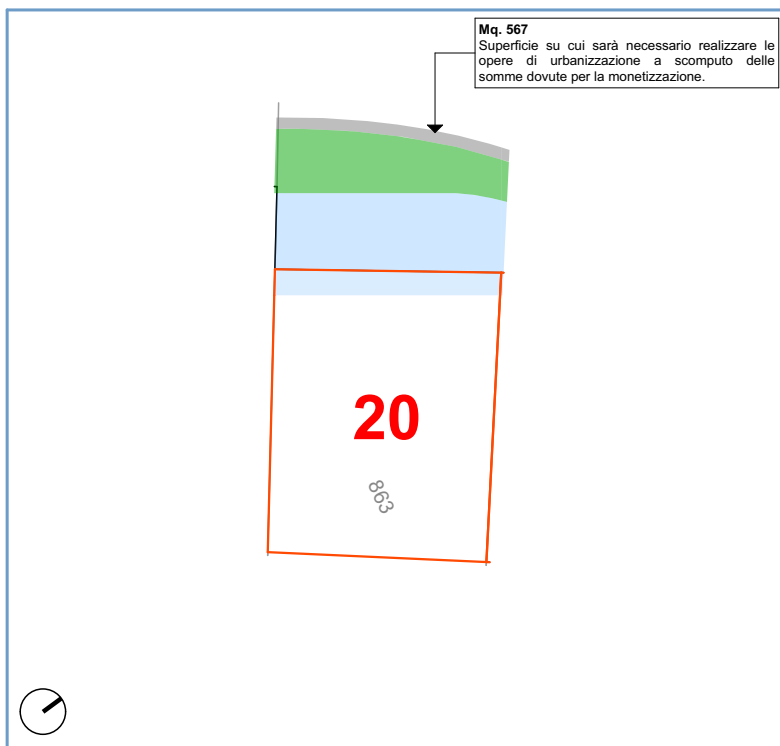 Mq. 567
Superficie su cui sarà necessario realizzare le
opere di urbanizzazione a scomputo delle
somme dovute per la monetizzazione.
20
863